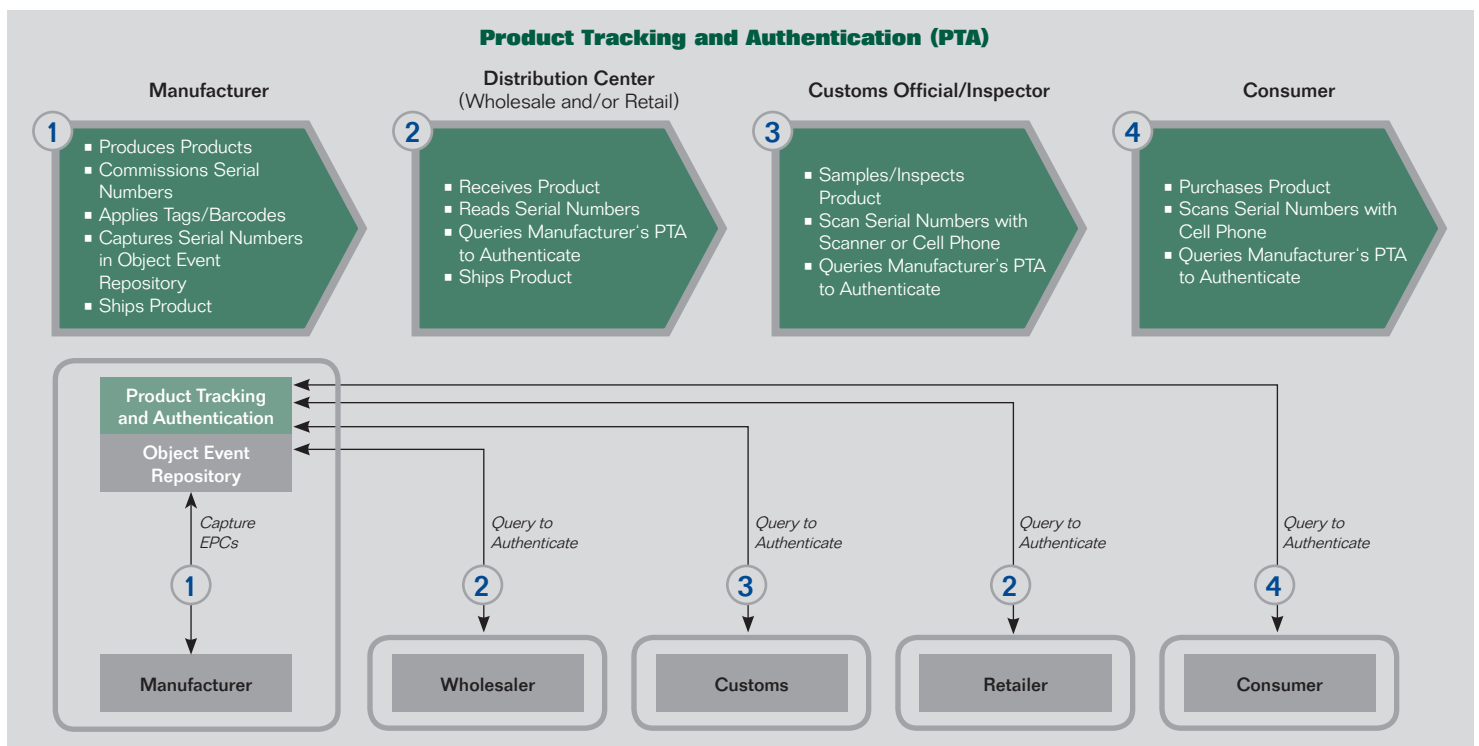 Product Tracking and Authentication (PTA)
Manufacturer
Distribution Center
(Wholesale and/or Retail)
Customs Official/Inspector
Consumer
1
▪ Produces Products
▪ Commissions Serial
Numbers
▪ Applies Tags/Barcodes
▪ Captures Serial Numbers
in Object Event
Repository
▪ Ships Product
2
▪ Receives Product
▪ Reads Serial Numbers
▪ Queries Manufacturer's PTA
to Authenticate
▪ Ships Product
3
▪ Samples/Inspects
Product
▪ Scan Serial Numbers with
Scanner or Cell Phone
▪ Queries Manufacturer's PTA
to Authenticate
4
▪ Purchases Product
▪ Scans Serial Numbers with
Cell Phone
▪ Queries Manufacturer's PTA
to Authenticate
Product Tracking
and Authentication
Object Event
Repository
Capture
EPCs
1
Manufacturer
Query to
Authenticate
2
Wholesaler
Query to
Authenticate
3
Customs
Query to
Authenticate
2
Retailer
Query to
Authenticate
4
Consumer